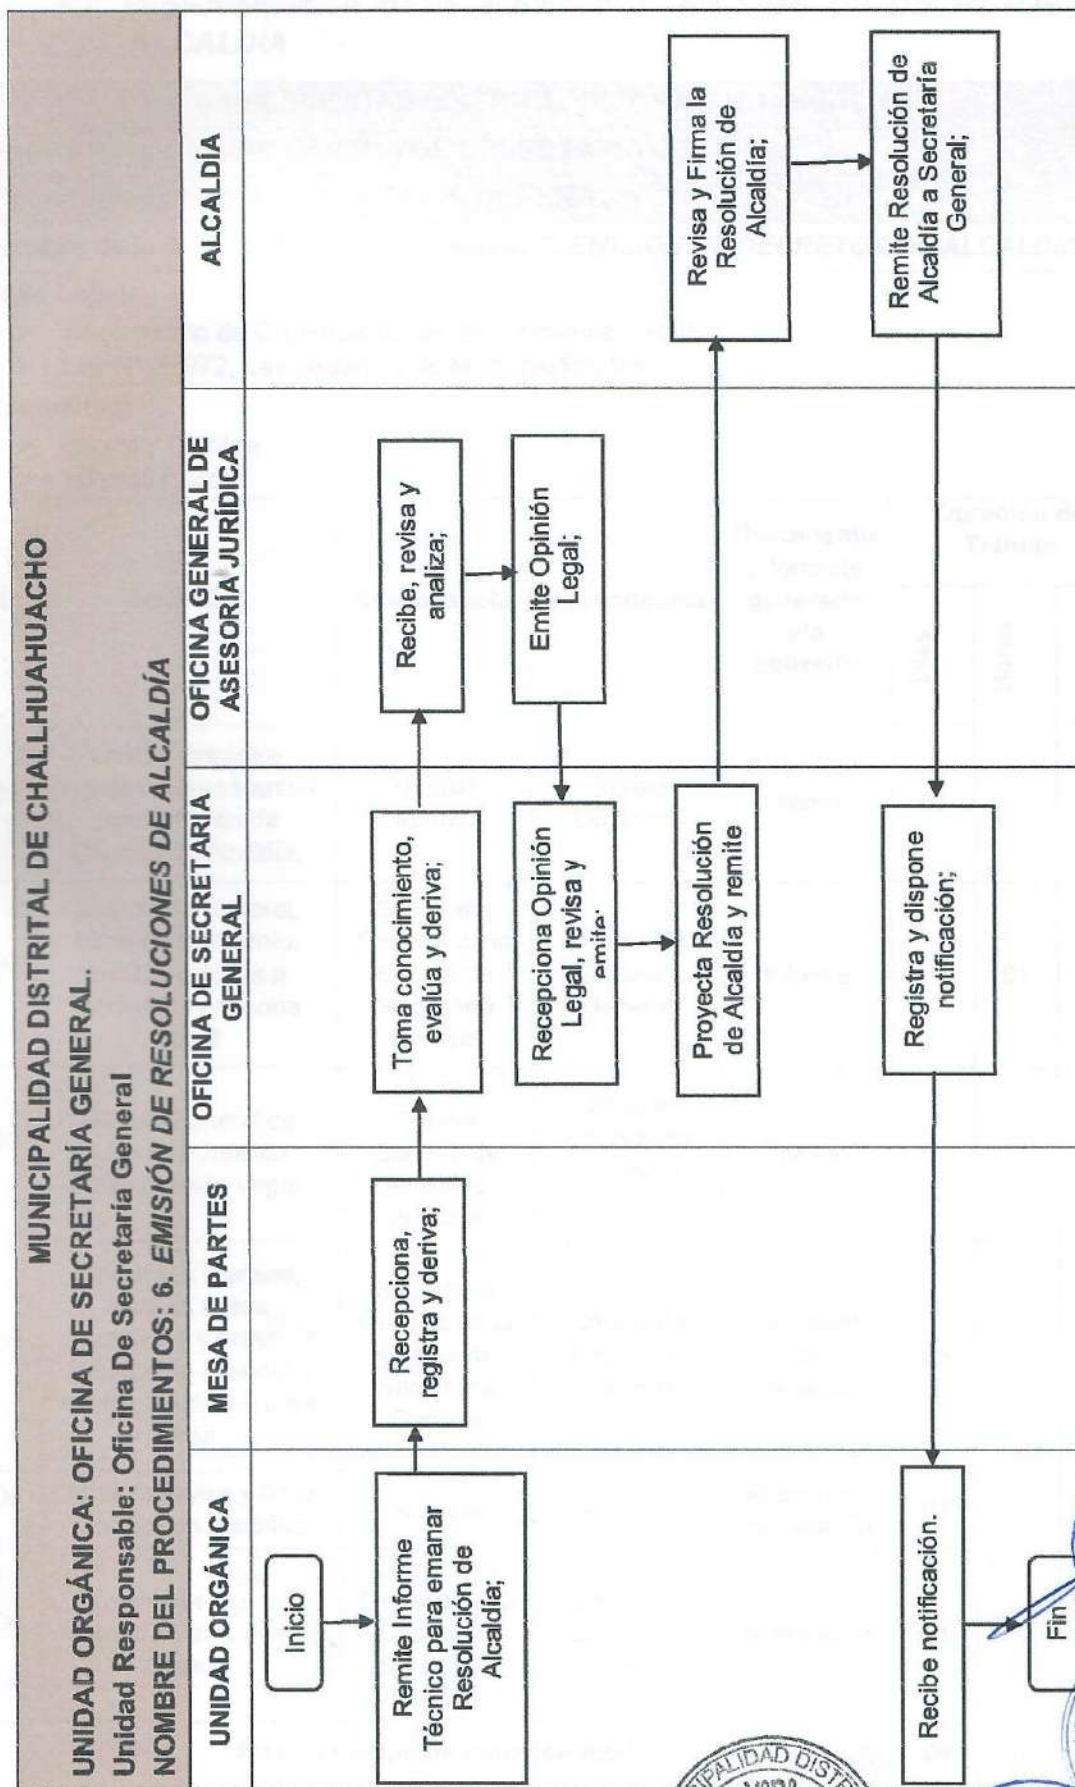 MUNICIPALIDAD DISTRITAL DE CHALLHUAHUACHO
UNIDAD ORGÁNICA: OFICINA DE SECRETARÍA GENERAL.
Unidad Responsable: Oficina De Secretaría General
NOMBRE DEL PROCEDIMIENTOS: 6. EMISIÓN DE RESOLUCIONES DE ALCALDÍA
UNIDAD ORGÁNICA
MESA DE PARTES
OFICINA DE SECRETARIA
GENERAL
OFICINA GENERAL DE
ASESORÍA JURÍDICA
ALCALDÍA
Inicio
Remite Informe
Técnico para emanar
Resolución de
Alcaldía;
Recepciona,
registra y deriva;
Toma conocimiento,
evalúa y deriva;
Recibe, revisa y
analiza;
Emite Opinión
Legal;
Recepciona Opinión
Legal, revisa y
emite;
Proyecta Resolución
de Alcaldía y remite
Revisa y Firma la
Resolución de
Alcaldía;
Remite Resolución de
Alcaldía a Secretaría
General;
Registra y dispone
notificación;
Recibe notificación.
Fin